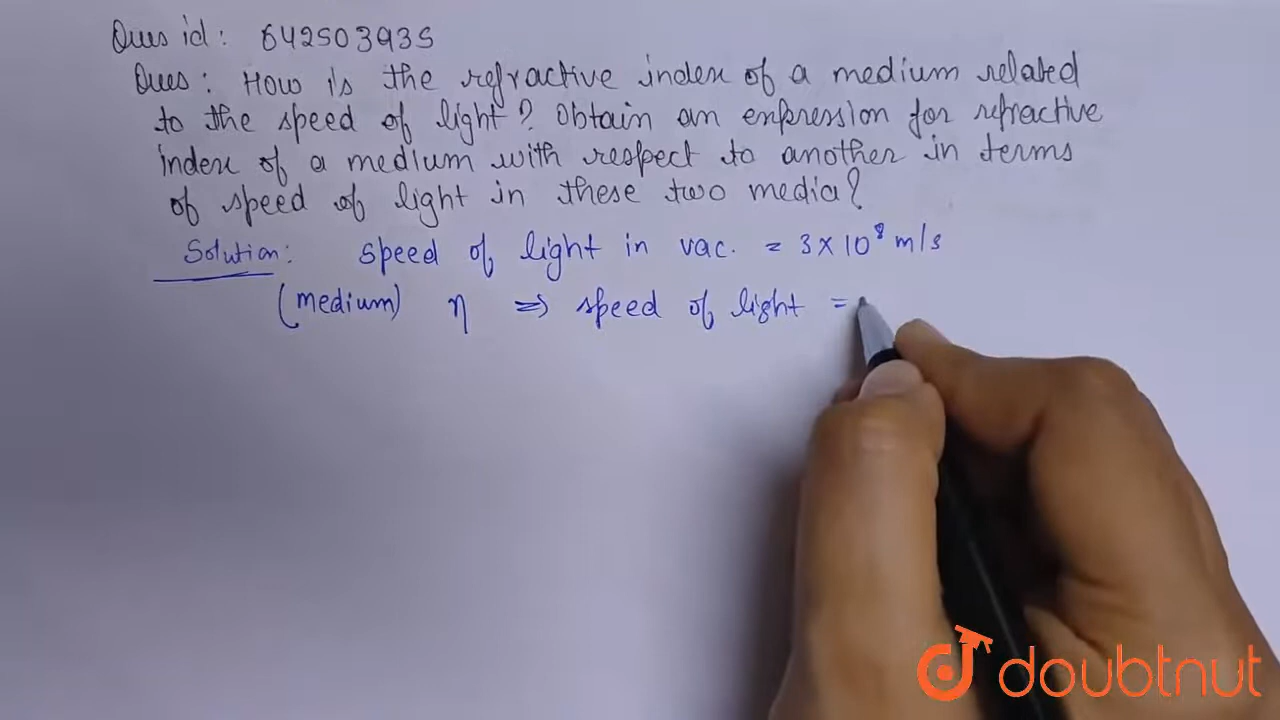 Ques id: 642503935
Ques: How is the refractive index of a medium related
to the speed of light? Obtain an expression for refractive
index of a medium with respect to another in terms
of speed of light in these two media?
Solution: speed of light in vac. = 3×10⁸ m/s
(medium) η ⇒ speed of light =
doubtnut